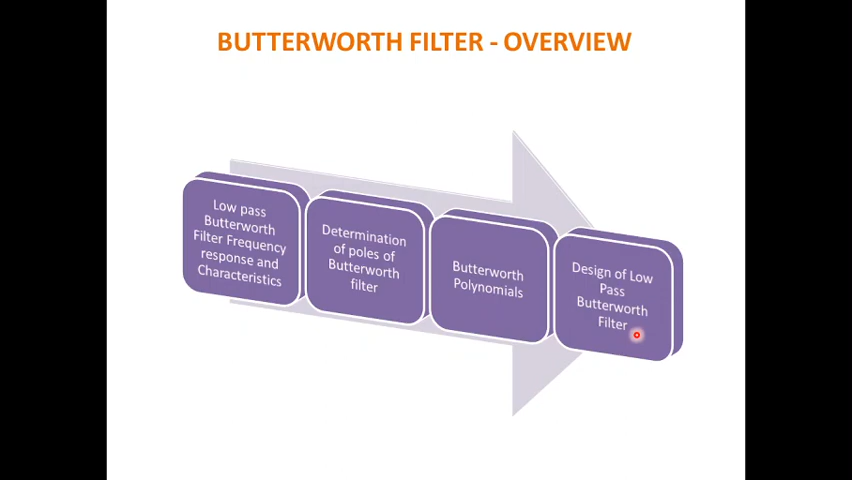 BUTTERWORTH FILTER - OVERVIEW
Low pass
Butterworth
Filter Frequency
response and
Characteristics
Determination
of poles of
Butterworth
filter
Butterworth
Polynomials
Design of Low
Pass
Butterworth
Filter